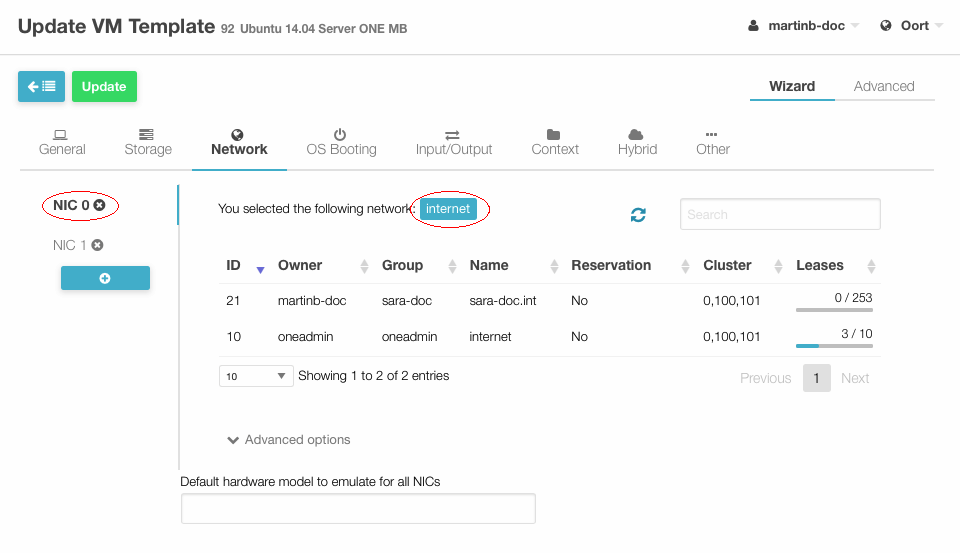 Update VM Template 92 Ubuntu 14.04 Server ONE MB
martinb-doc Oort
Update
Wizard Advanced
General Storage Network OS Booting Input/Output Context Hybrid Other
NIC 0
NIC 1
You selected the following network: internet
Search
ID Owner Group Name Reservation Cluster Leases
21 martinb-doc sara-doc sara-doc.int No 0,100,101 0 / 253
10 oneadmin oneadmin internet No 0,100,101 3 / 10
10 Showing 1 to 2 of 2 entries Previous 1 Next
Advanced options
Default hardware model to emulate for all NICs